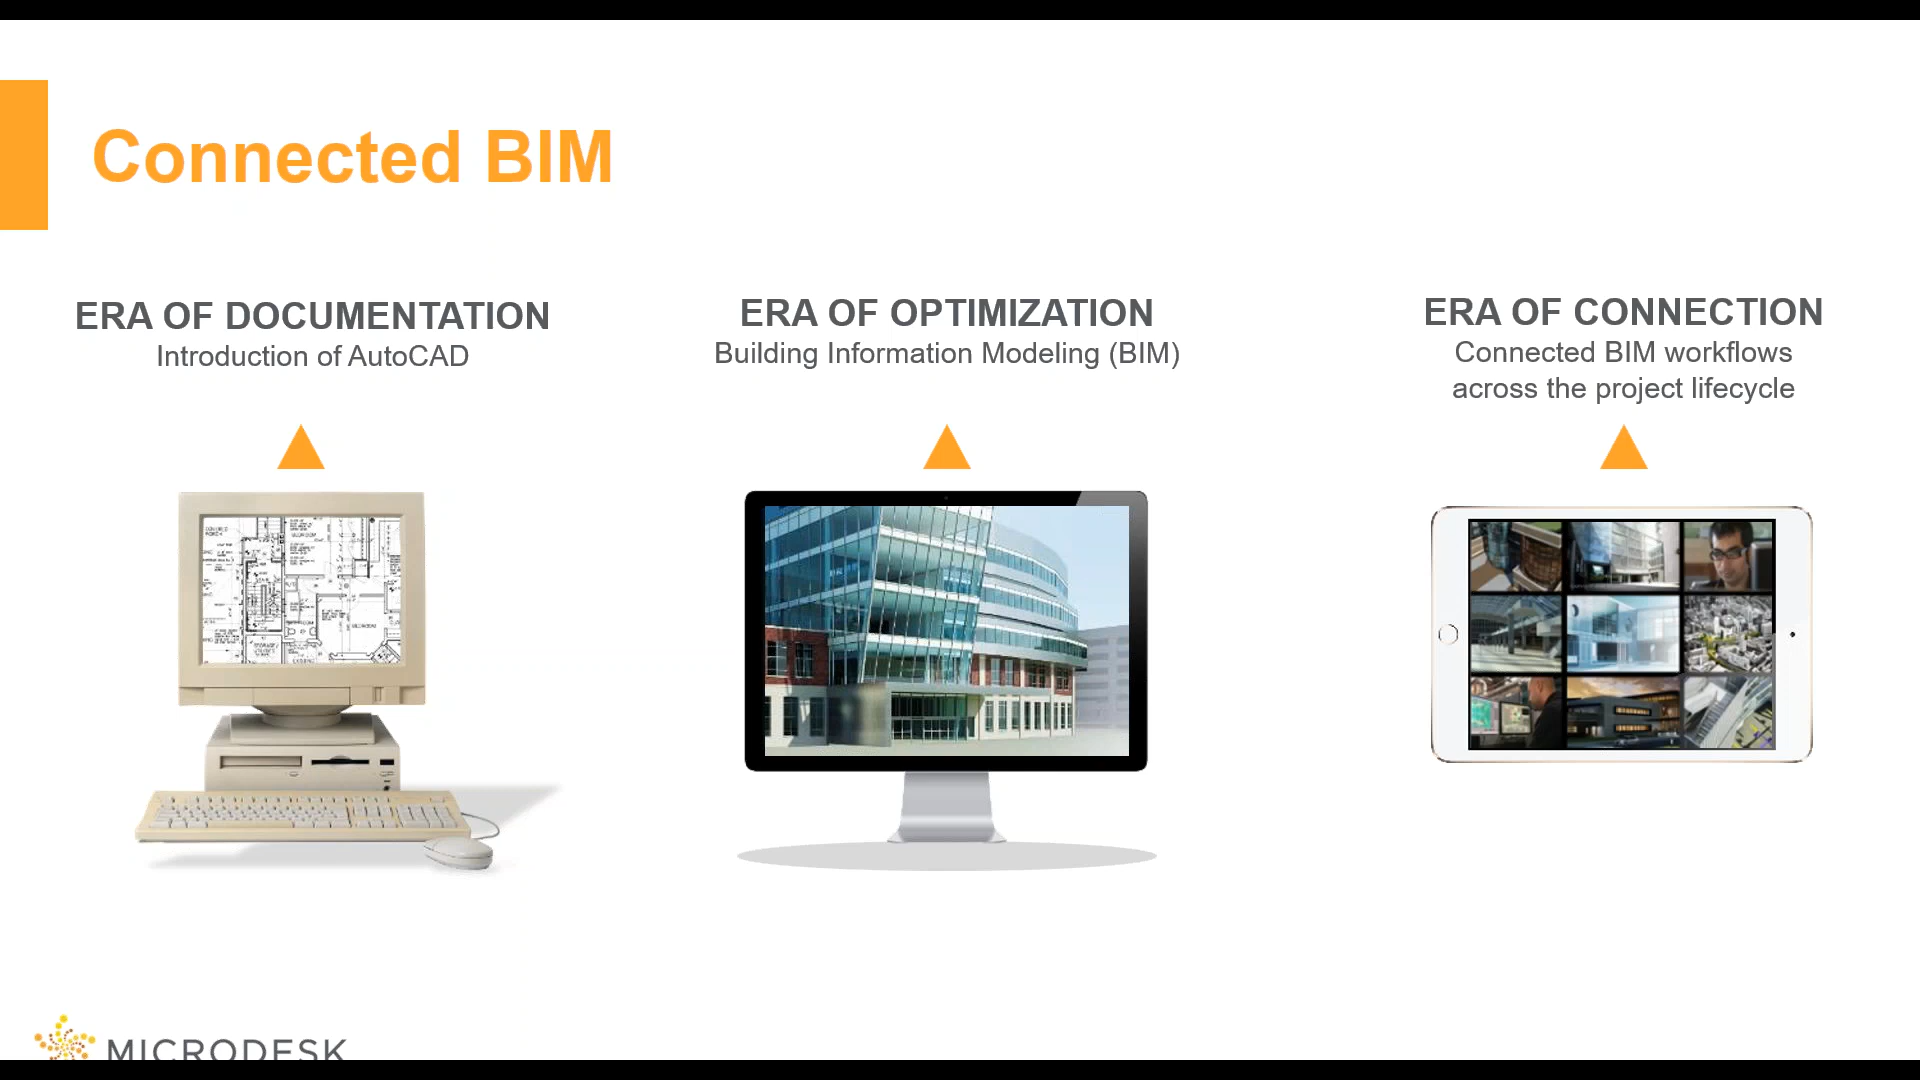 Connected BIM
ERA OF DOCUMENTATION
Introduction of AutoCAD
ERA OF OPTIMIZATION
Building Information Modeling (BIM)
ERA OF CONNECTION
Connected BIM workflows
across the project lifecycle
MICRODESK